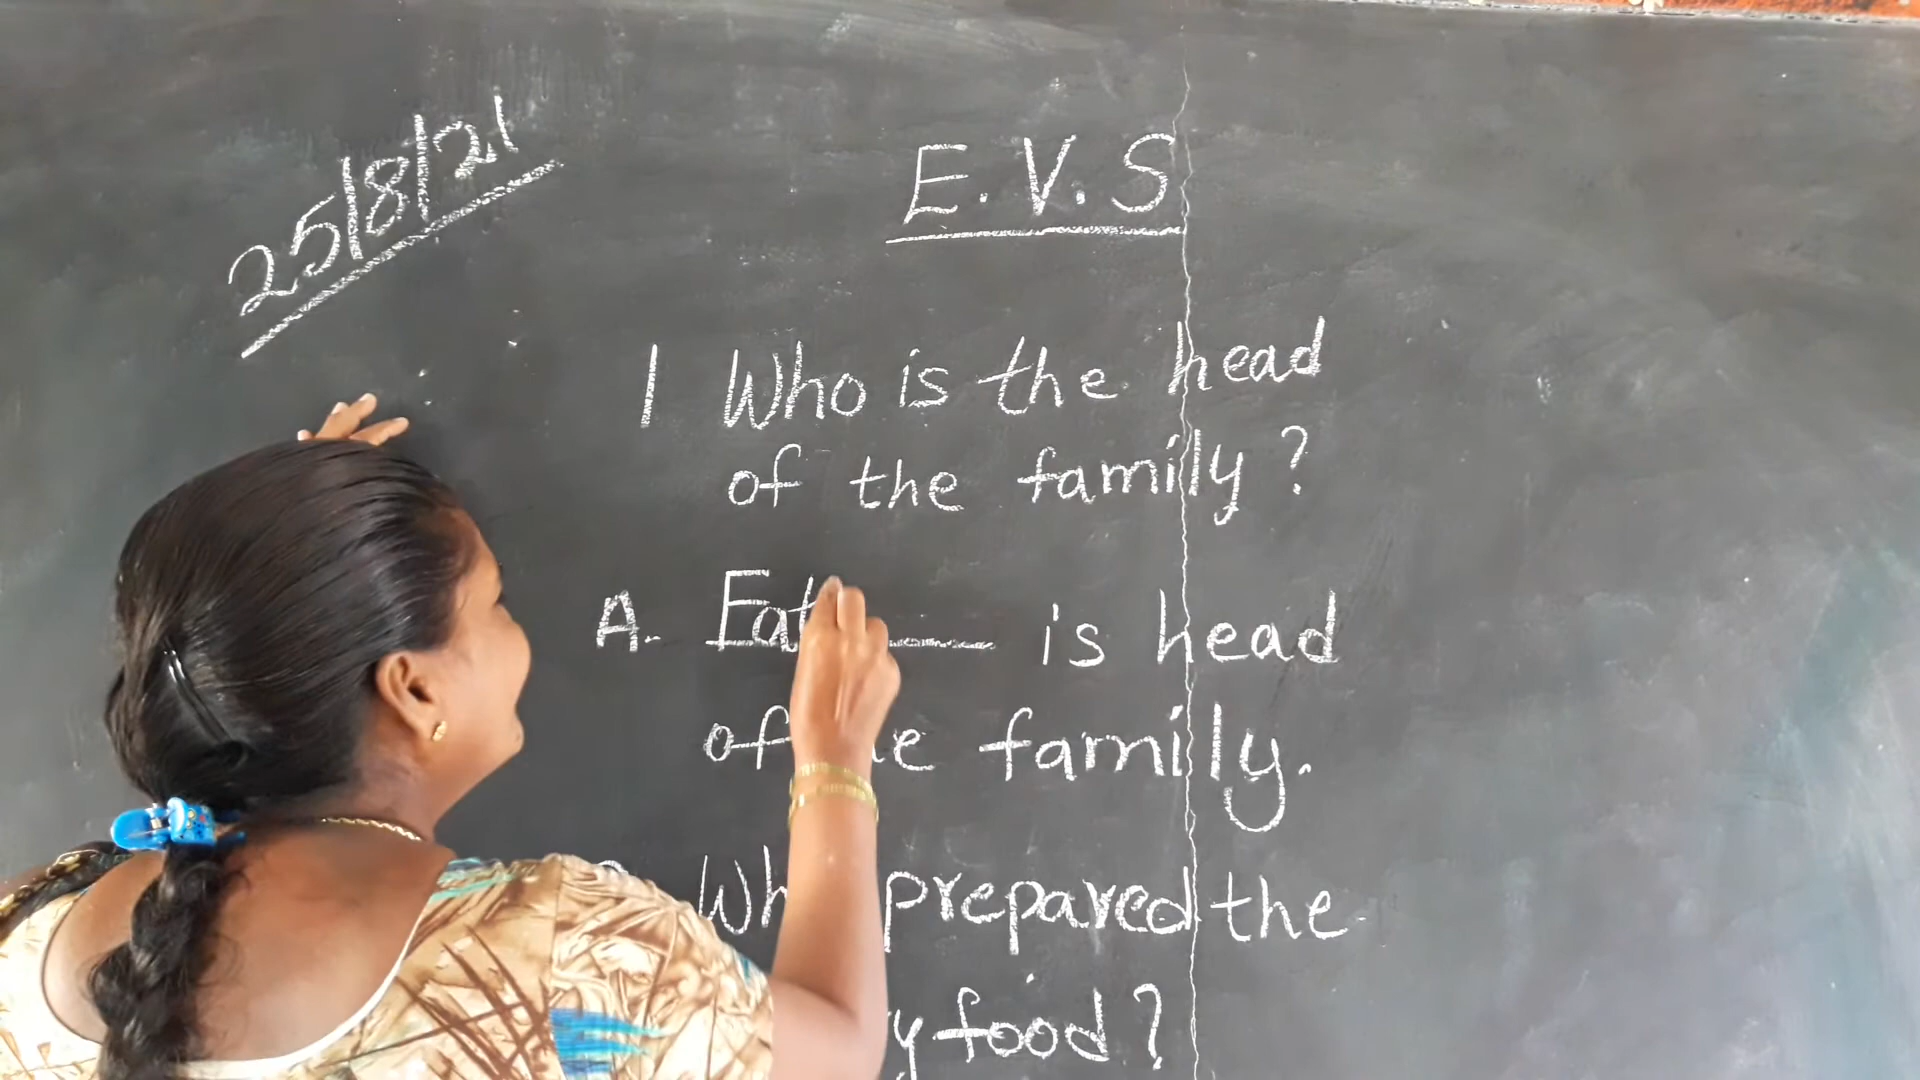 25/8/21
E.V.S
1 Who is the head
of the family?
A. Fat is head
of family.
prepared the
food?